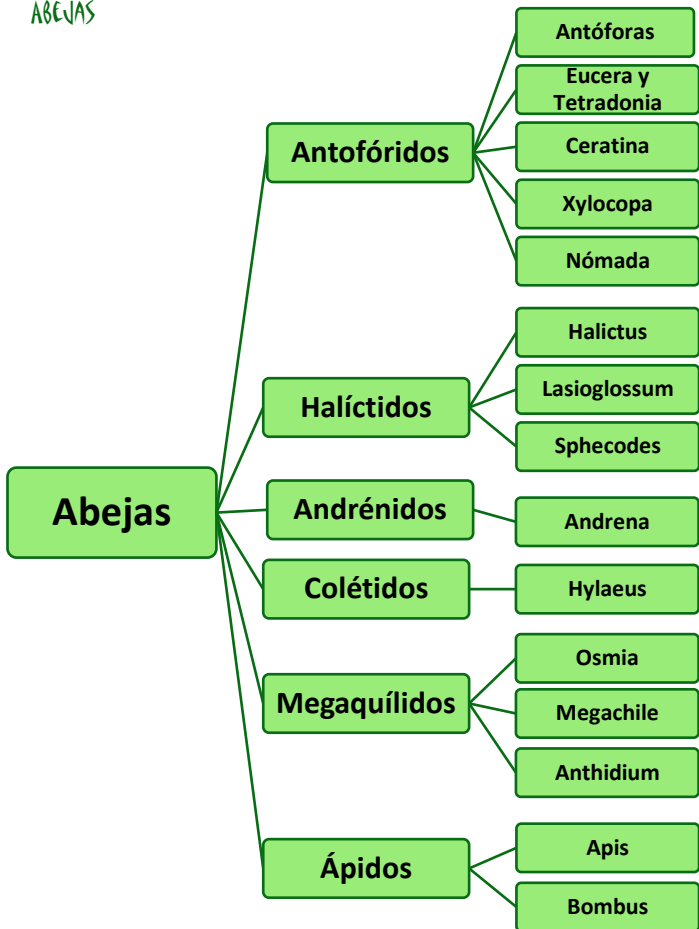 ABEJAS
Abejas
Antofóridos
Antóforas
Eucera y
Tetradonia
Ceratina
Xylocopa
Nómada
Halíctidos
Halictus
Lasioglossum
Sphecodes
Andrénidos
Andrena
Colétidos
Hylaeus
Megaquílidos
Osmia
Megachile
Anthidium
Ápidos
Apis
Bombus